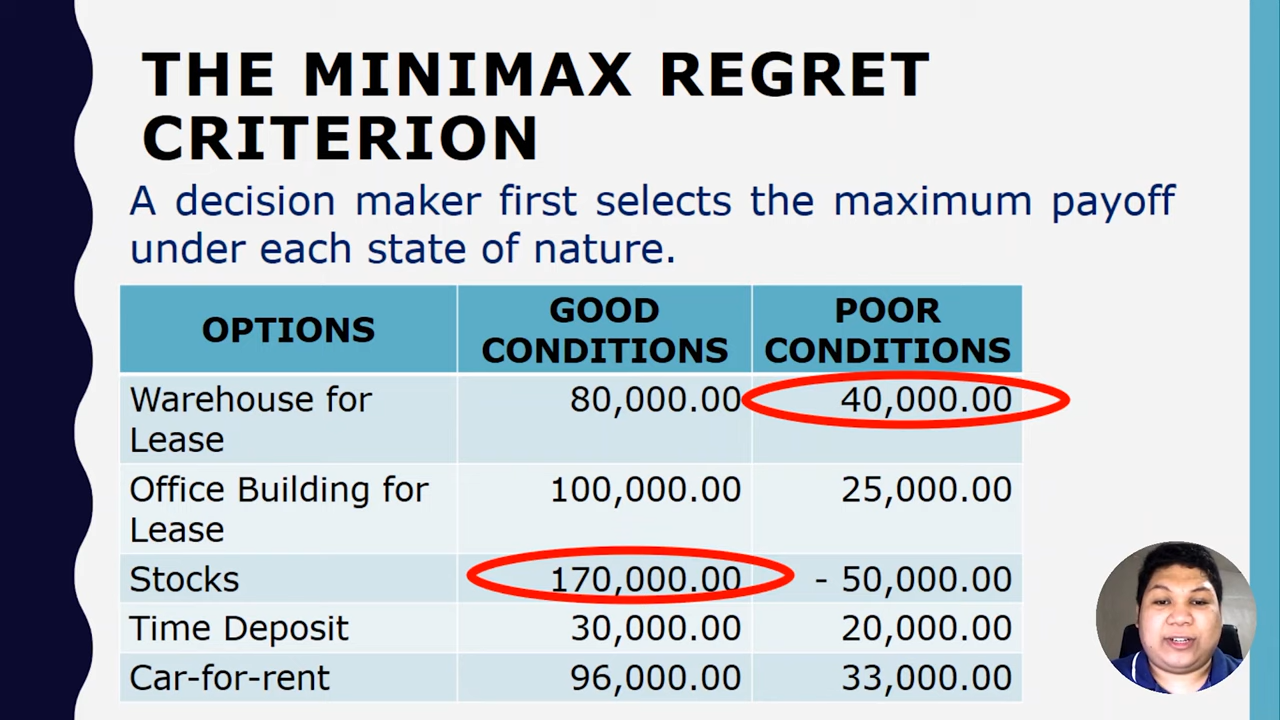 THE MINIMAX REGRET
CRITERION
A decision maker first selects the maximum payoff
under each state of nature.
OPTIONS
GOOD
CONDITIONS
POOR
CONDITIONS
Warehouse for
Lease
80,000.00
40,000.00
Office Building for
Lease
100,000.00
25,000.00
Stocks
170,000.00
- 50,000.00
Time Deposit
30,000.00
20,000.00
Car-for-rent
96,000.00
33,000.00